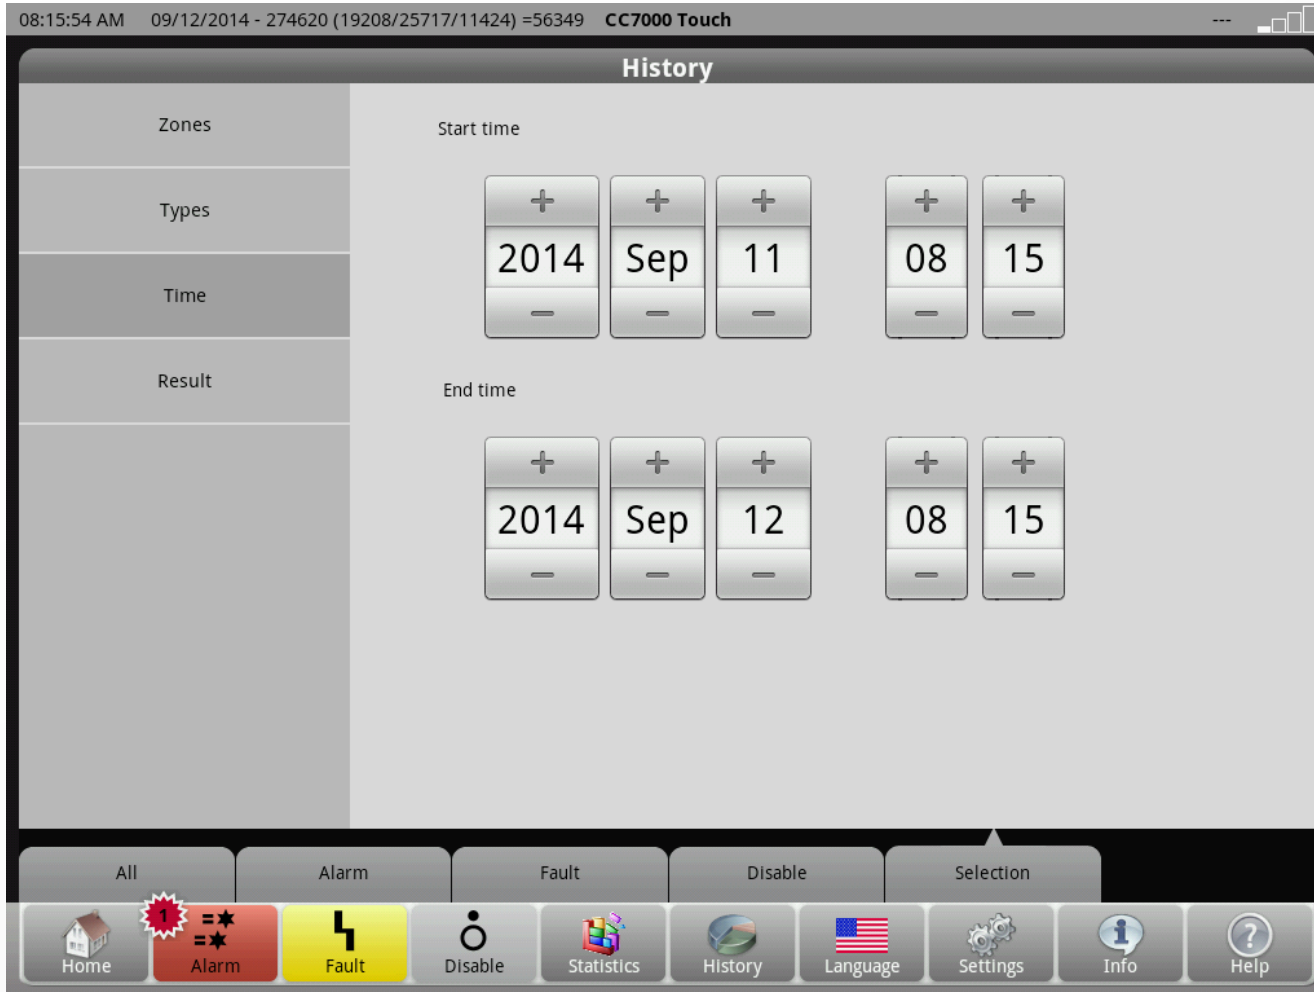 08:15:54 AM 09/12/2014 - 274620 (19208/25717/11424) =56349 CC7000 Touch ---
History
Zones
Types
Time
Result
Start time
+ + + + +
2014 Sep 11 08 15
- - - - -
End time
+ + + + +
2014 Sep 12 08 15
- - - - -
All Alarm Fault Disable Selection
1
Home Alarm Fault Disable Statistics History Language Settings Info Help